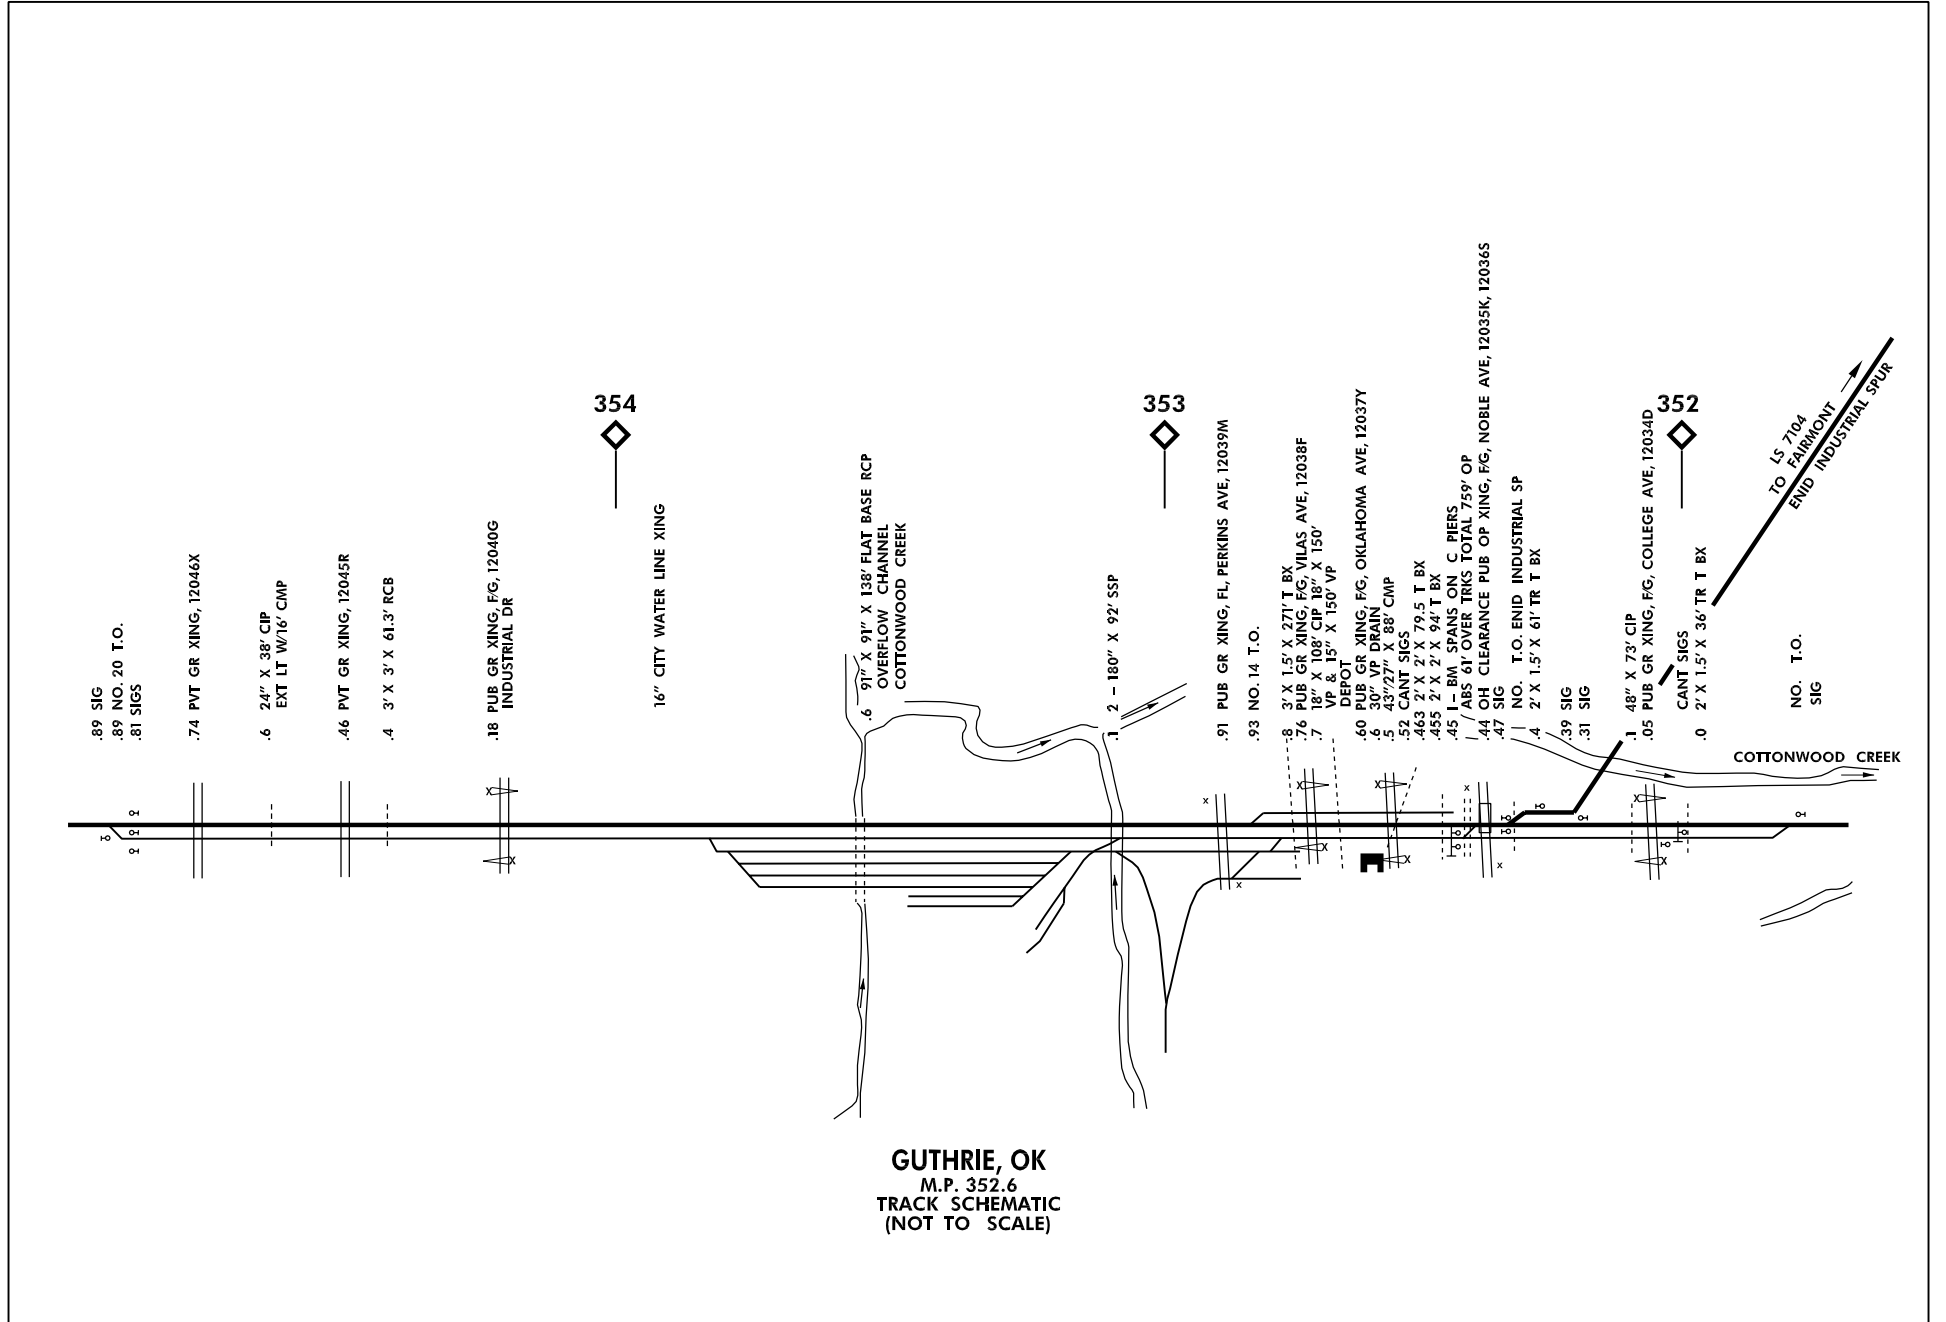 354
353
352
.89 SIG
.89 NO. 20 T.O.
.81 SIGS
.74 PVT GR XING, 12046X
.6 24" X 38' CIP
EXT LT W/16' CMP
.46 PVT GR XING, 12045R
.4 3' X 3' X 61.3' RCB
.18 PUB GR XING, F/G, 12040G
INDUSTRIAL DR
16" CITY WATER LINE XING
.6 91" X 91" X 138' FLAT BASE RCP
OVERFLOW CHANNEL
COTTONWOOD CREEK
.1 2 - 180" X 92' SSP
.91 PUB GR XING, FL, PERKINS AVE, 12039M
.93 NO. 14 T.O.
.8 3' X 1.5' X 271' T BX
.76 PUB GR XING, F/G, VILAS AVE, 12038F
.7 18" X 108' CIP 18" X 150'
VP & 15" X 150' VP
DEPOT
.60 PUB GR XING, F/G, OKLAHOMA AVE, 12037Y
.6 30" VP DRAIN
.5 43"/27" X 88' CMP
.52 CANT SIGS
.463 2' X 2' X 79.5 T BX
.455 2' X 2' X 94' T BX
.45 I - BM SPANS ON C PIERS
ABS 61' OVER TRKS TOTAL 759' OP
.44 OH CLEARANCE PUB OP XING, F/G, NOBLE AVE, 12035K, 12036S
.47 SIG
NO. T.O. ENID INDUSTRIAL SP
.4 2' X 1.5' X 61' TR T BX
.39 SIG
.31 SIG
.1 48" X 73' CIP
.05 PUB GR XING, F/G, COLLEGE AVE, 12034D
CANT SIGS
.0 2' X 1.5' X 36' TR T BX
NO. T.O.
SIG
LS 7104
TO FAIRMONT
ENID INDUSTRIAL SPUR
COTTONWOOD CREEK
GUTHRIE, OK
M.P. 352.6
TRACK SCHEMATIC
(NOT TO SCALE)